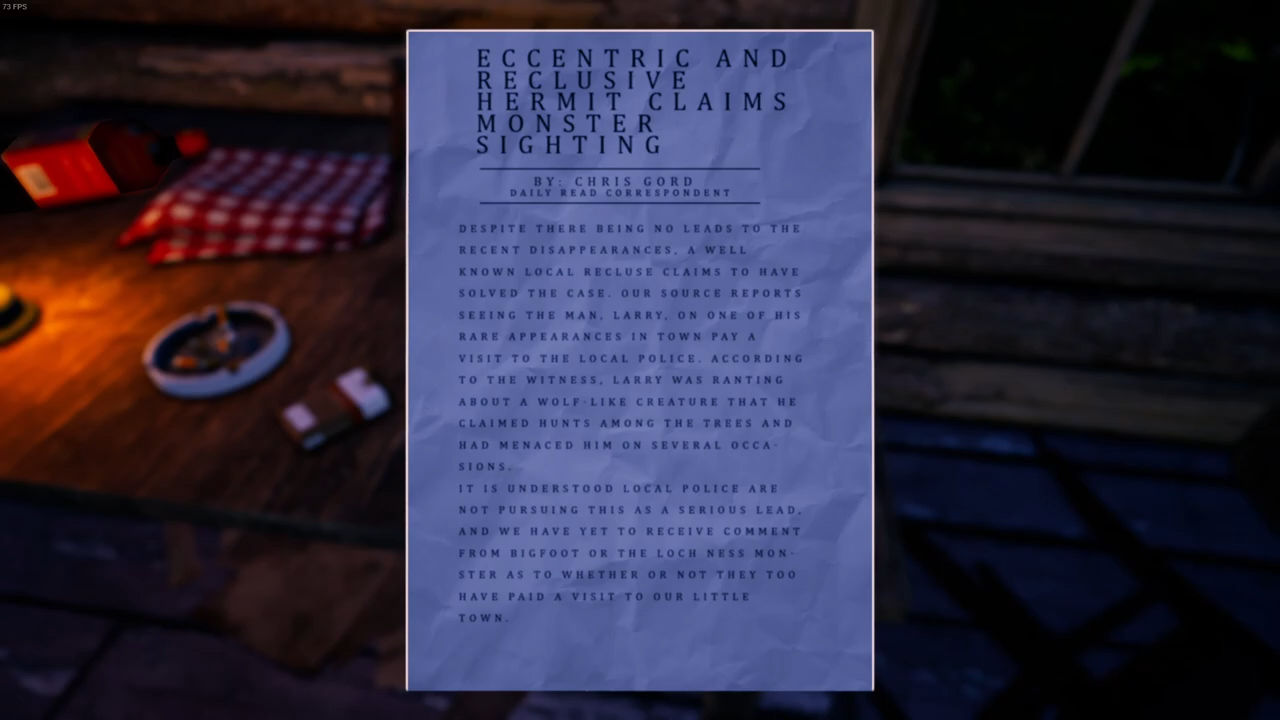 73 FPS
ECCENTRIC AND
RECLUSIVE
HERMIT CLAIMS
MONSTER
SIGHTING
BY: CHRIS GORD
DAILY READ CORRESPONDENT
DESPITE THERE BEING NO LEADS TO THE
RECENT DISAPPEARANCES, A WELL
KNOWN LOCAL RECLUSE CLAIMS TO HAVE
SOLVED THE CASE. OUR SOURCE REPORTS
SEEING THE MAN, LARRY, ON ONE OF HIS
RARE APPEARANCES IN TOWN PAY A
VISIT TO THE LOCAL POLICE. ACCORDING
TO THE WITNESS, LARRY WAS RANTING
ABOUT A WOLF-LIKE CREATURE THAT HE
CLAIMED HUNTS AMONG THE TREES AND
HAD MENACED HIM ON SEVERAL OCCA-
SIONS.
IT IS UNDERSTOOD LOCAL POLICE ARE
NOT PURSUING THIS AS A SERIOUS LEAD,
AND WE HAVE YET TO RECEIVE COMMENT
FROM BIGFOOT OR THE LOCH NESS MON-
STER AS TO WHETHER OR NOT THEY TOO
HAVE PAID A VISIT TO OUR LITTLE
TOWN.